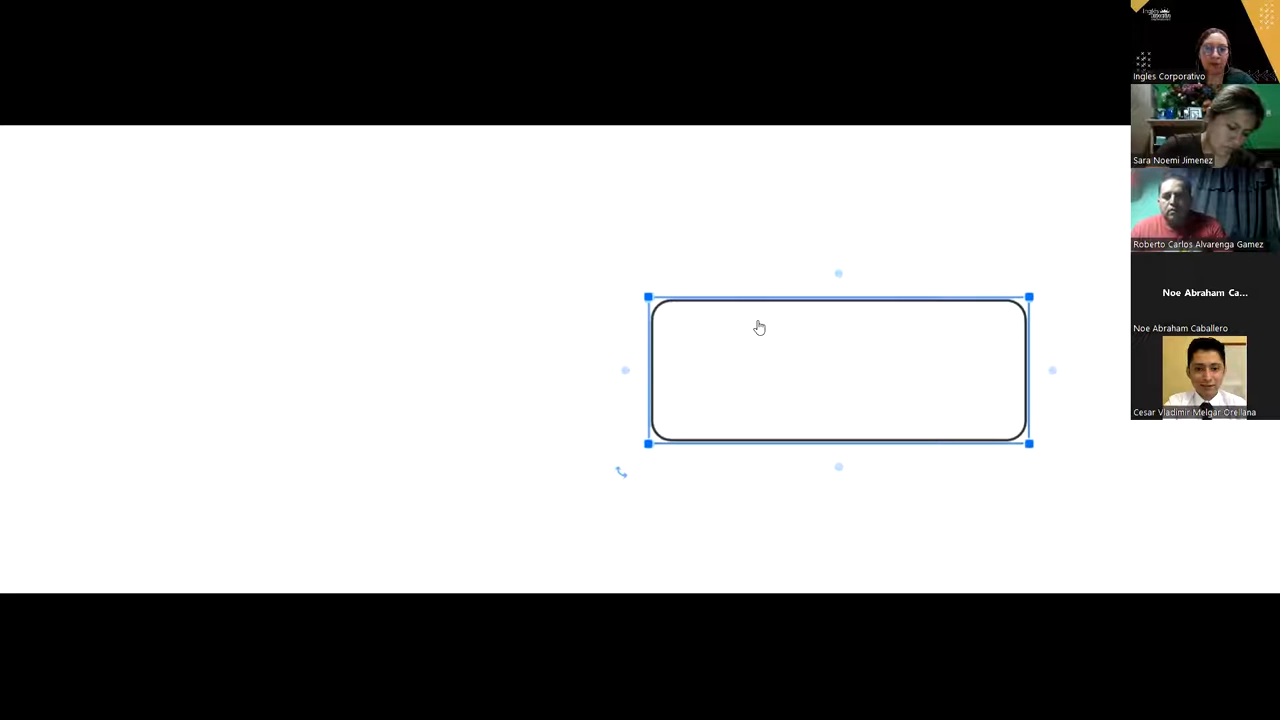 Ingles Corporativo
Sara Noemi Jimenez
Roberto Carlos Alvarenga Gamez
Noe Abraham Ca...
Noe Abraham Caballero
Cesar Vladimir Melgar Orellana